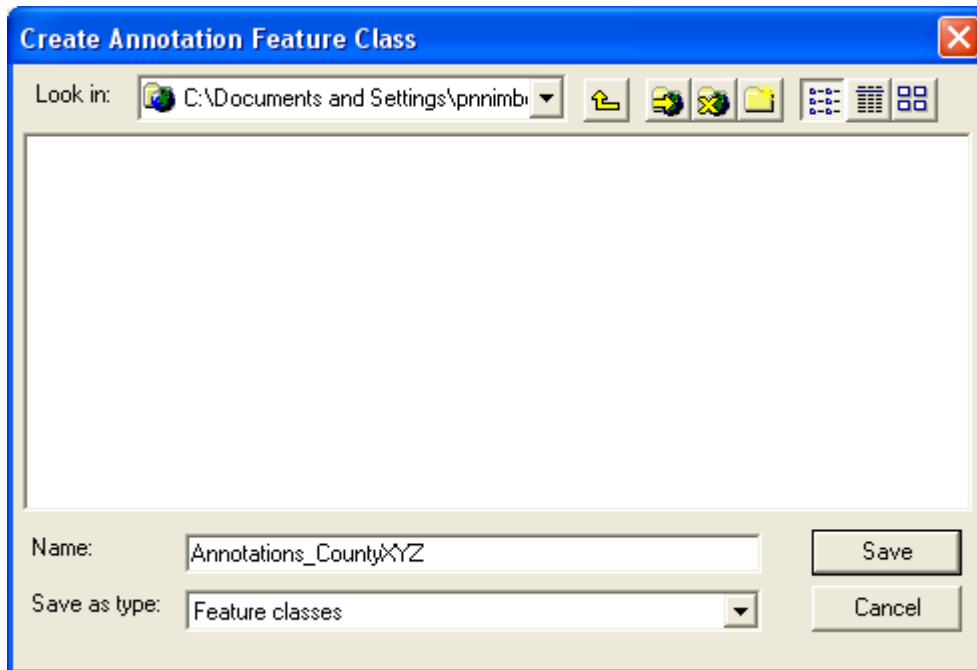 Create Annotation Feature Class
Look in: C:\Documents and Settings\pnnimb
Name: Annotations_CountyXYZ Save
Save as type: Feature classes Cancel